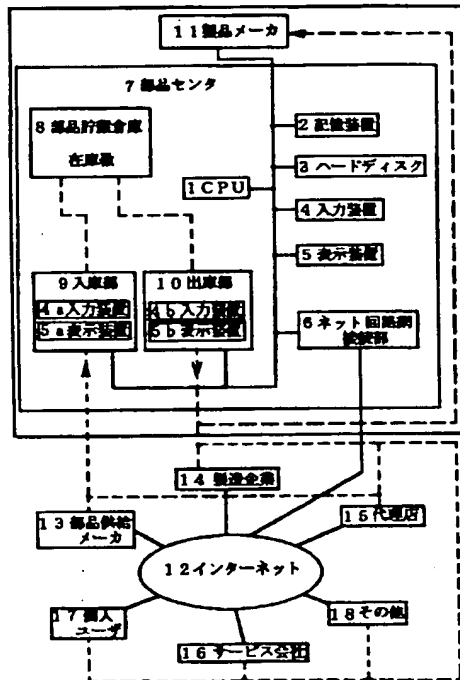 11製品メーカ
7 部品センタ
8 部品貯蔵倉庫
在庫数
2 記憶装置
3 ハードディスク
1 CPU
4 入力装置
5 表示装置
9 入庫部
4a入力装置
5a表示装置
10出庫部
4b入力装置
5b表示装置
6 ネット回路網
接続部
14 製造企業
13部品供給
メーカ
15代理店
12インターネット
17個人
ユーザ
18その他
16 サービス会社